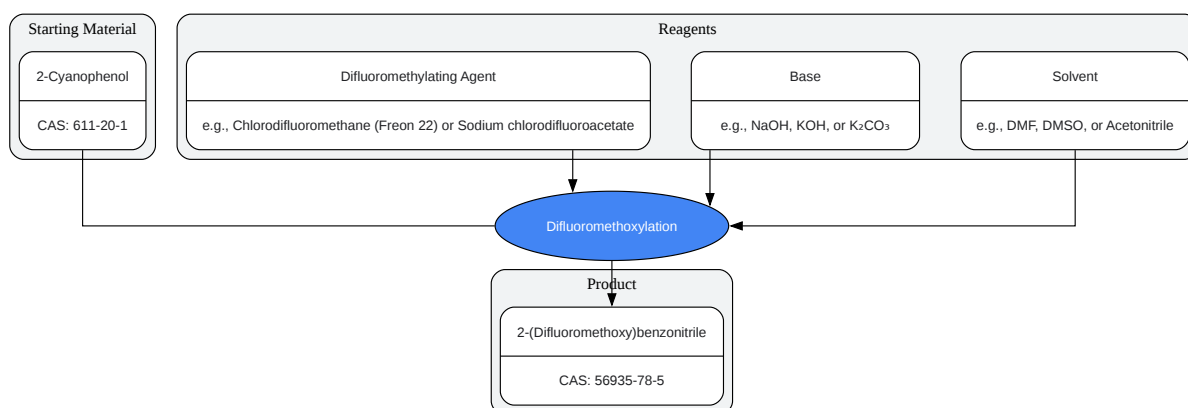 Starting Material
2-Cyanophenol
CAS: 611-20-1
Reagents
Difluoromethylating Agent
e.g., Chlorodifluoromethane (Freon 22) or Sodium chlorodifluoroacetate
Base
e.g., NaOH, KOH, or K₂CO₃
Solvent
e.g., DMF, DMSO, or Acetonitrile
Difluoromethoxylation
Product
2-(Difluoromethoxy)benzonitrile
CAS: 56935-78-5